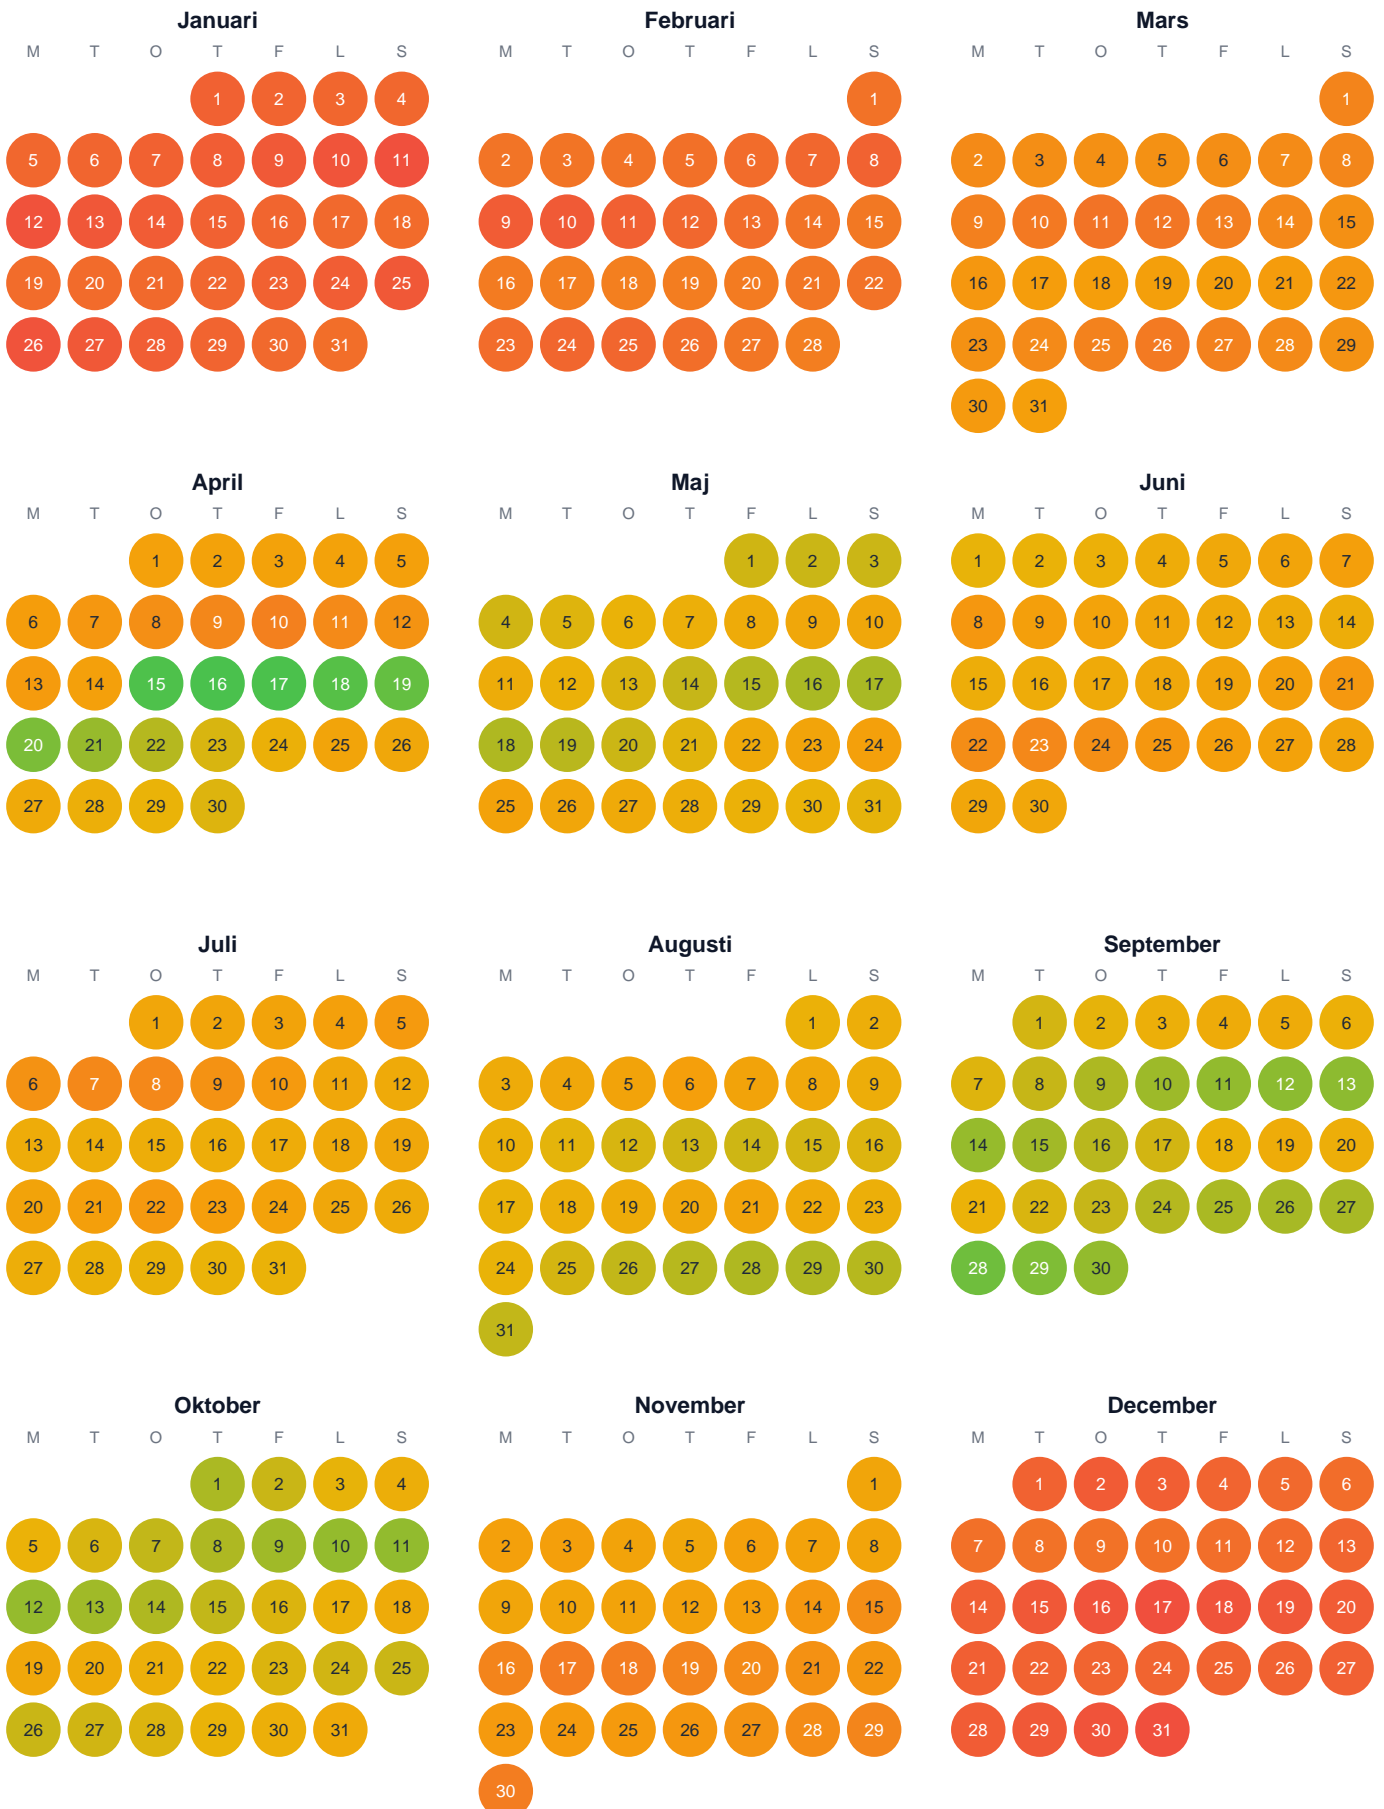 Januari Februari Mars
M T O T F L S M T O T F L S M T O T F L S
1 2 3 4 1 1
5 6 7 8 9 10 11 2 3 4 5 6 7 8 2 3 4 5 6 7 8
12 13 14 15 16 17 18 9 10 11 12 13 14 15 9 10 11 12 13 14 15
19 20 21 22 23 24 25 16 17 18 19 20 21 22 16 17 18 19 20 21 22
26 27 28 29 30 31 23 24 25 26 27 28 23 24 25 26 27 28 29
30 31
April Maj Juni
M T O T F L S M T O T F L S M T O T F L S
1 2 3 4 5 1 2 3 1 2 3 4 5 6 7
6 7 8 9 10 11 12 4 5 6 7 8 9 10 8 9 10 11 12 13 14
13 14 15 16 17 18 19 11 12 13 14 15 16 17 15 16 17 18 19 20 21
20 21 22 23 24 25 26 18 19 20 21 22 23 24 22 23 24 25 26 27 28
27 28 29 30 25 26 27 28 29 30 31 29 30
Juli Augusti September
M T O T F L S M T O T F L S M T O T F L S
1 2 3 4 5 1 2 1 2 3 4 5 6
6 7 8 9 10 11 12 3 4 5 6 7 8 9 7 8 9 10 11 12 13
13 14 15 16 17 18 19 10 11 12 13 14 15 16 14 15 16 17 18 19 20
20 21 22 23 24 25 26 17 18 19 20 21 22 23 21 22 23 24 25 26 27
27 28 29 30 31 24 25 26 27 28 29 30 28 29 30
31
Oktober November December
M T O T F L S M T O T F L S M T O T F L S
1 2 3 4 1 1 2 3 4 5 6
5 6 7 8 9 10 11 2 3 4 5 6 7 8 7 8 9 10 11 12 13
12 13 14 15 16 17 18 9 10 11 12 13 14 15 14 15 16 17 18 19 20
19 20 21 22 23 24 25 16 17 18 19 20 21 22 21 22 23 24 25 26 27
26 27 28 29 30 31 23 24 25 26 27 28 29 28 29 30 31
30